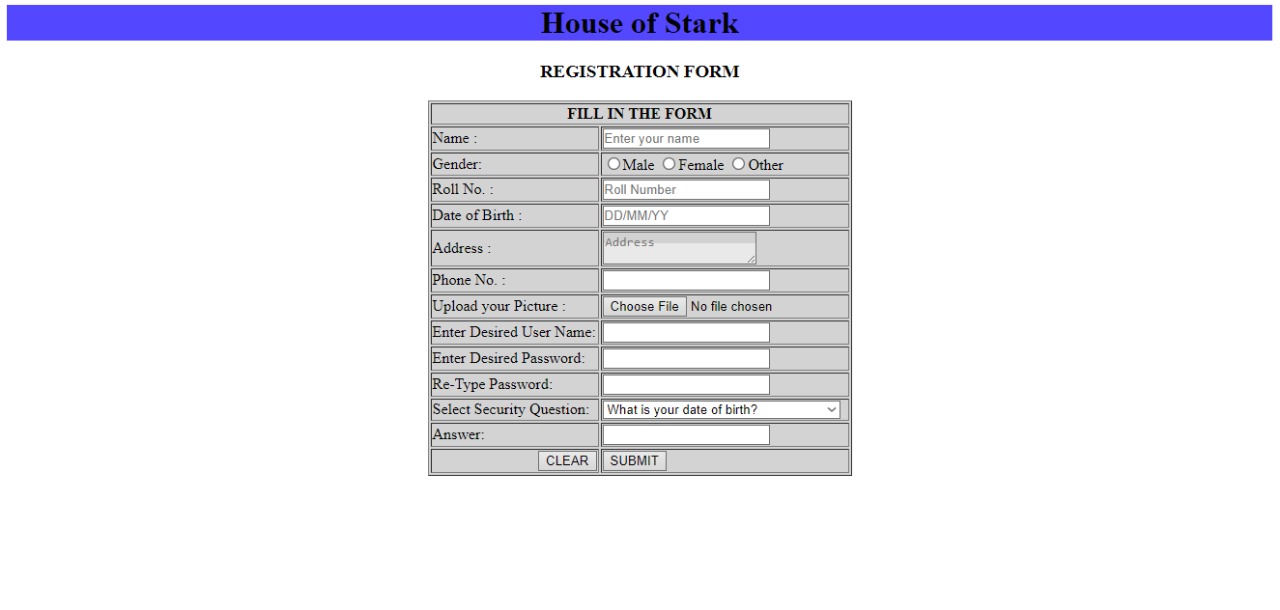 House of Stark
REGISTRATION FORM
FILL IN THE FORM
Name : Enter your name
Gender: Male Female Other
Roll No. : Roll Number
Date of Birth : DD/MM/YY
Address : Address
Phone No. :
Upload your Picture : Choose File No file chosen
Enter Desired User Name:
Enter Desired Password:
Re-Type Password:
Select Security Question: What is your date of birth?
Answer:
CLEAR SUBMIT